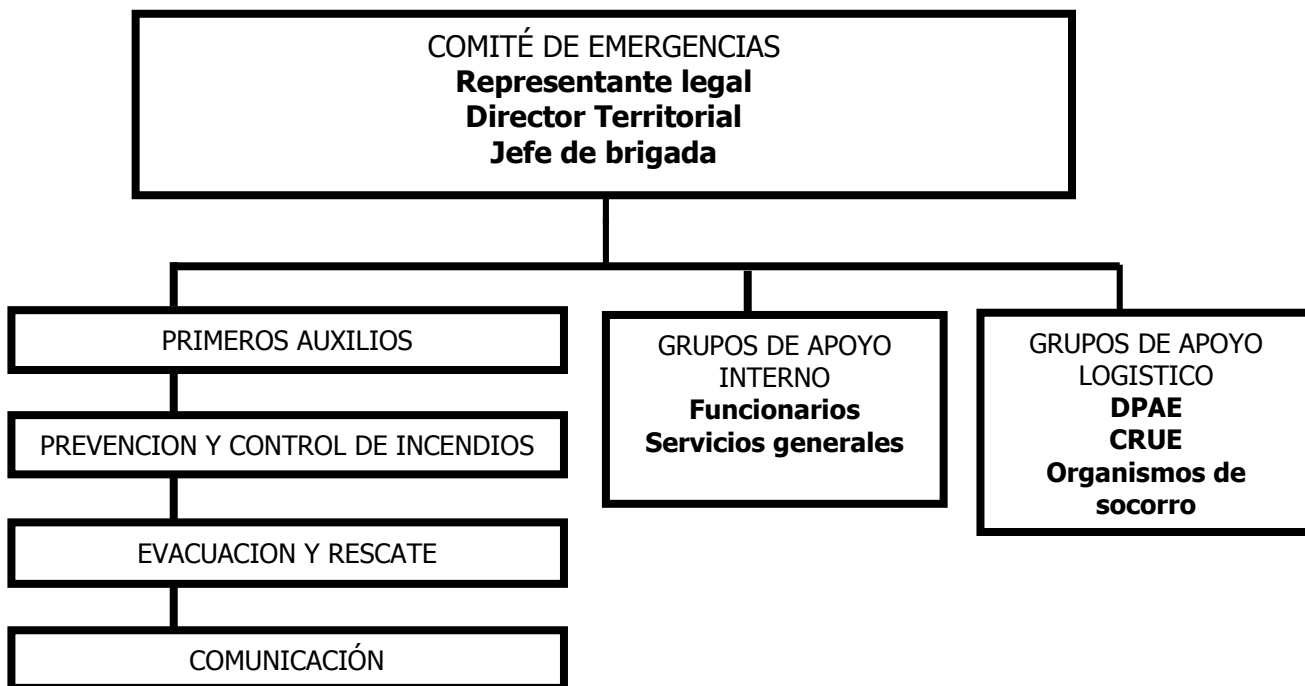 COMITÉ DE EMERGENCIAS
Representante legal
Director Territorial
Jefe de brigada
PRIMEROS AUXILIOS
PREVENCION Y CONTROL DE INCENDIOS
EVACUACION Y RESCATE
COMUNICACIÓN
GRUPOS DE APOYO
INTERNO
Funcionarios
Servicios generales
GRUPOS DE APOYO
LOGISTICO
DPAE
CRUE
Organismos de
socorro